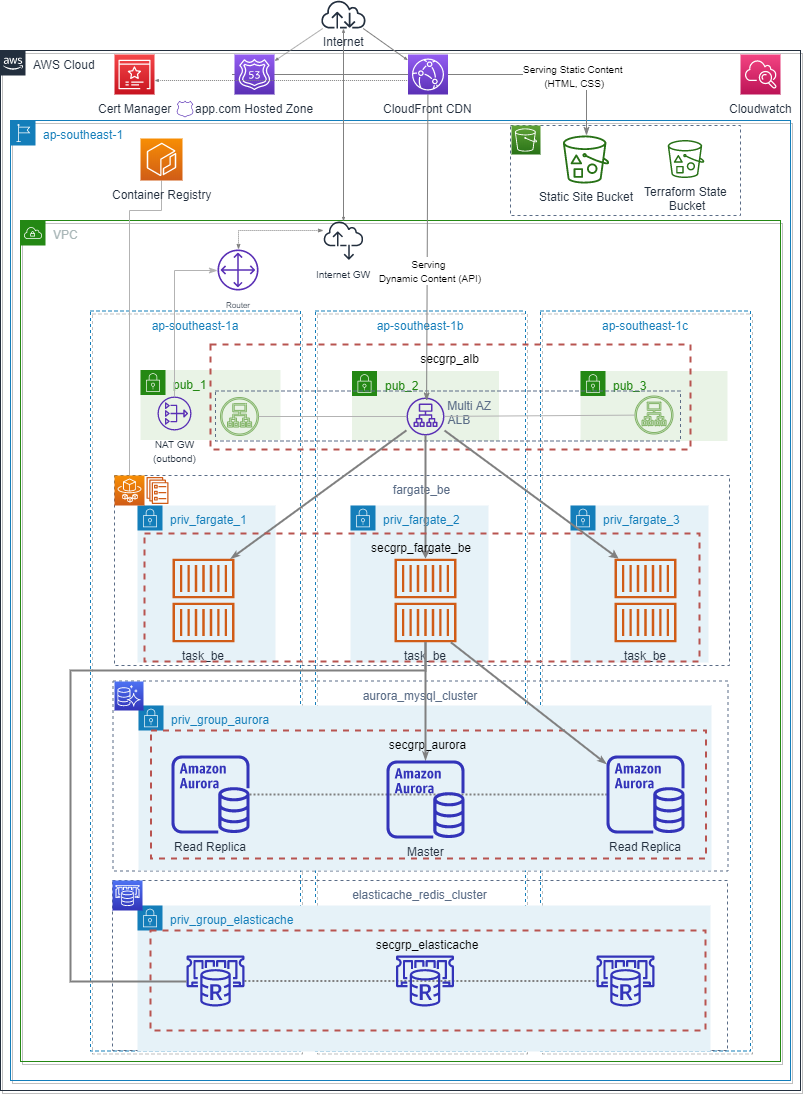 Internet
aws
AWS Cloud
53
Serving Static Content
(HTML, CSS)
Cert Manager
app.com Hosted Zone
CloudFront CDN
Cloudwatch
ap-southeast-1
Container Registry
Static Site Bucket
Terraform State
Bucket
VPC
Internet GW
Serving
Dynamic Content (API)
Router
ap-southeast-1a
ap-southeast-1b
ap-southeast-1c
secgrp_alb
pub_1
pub_2
pub_3
Multi AZ
ALB
NAT GW
(outbond)
fargate_be
priv_fargate_1
priv_fargate_2
priv_fargate_3
secgrp_fargate_be
task_be
task_be
task_be
aurora_mysql_cluster
priv_group_aurora
secgrp_aurora
Amazon
Aurora
Amazon
Aurora
Amazon
Aurora
Read Replica
Master
Read Replica
elasticache_redis_cluster
priv_group_elasticache
secgrp_elasticache
R
R
R